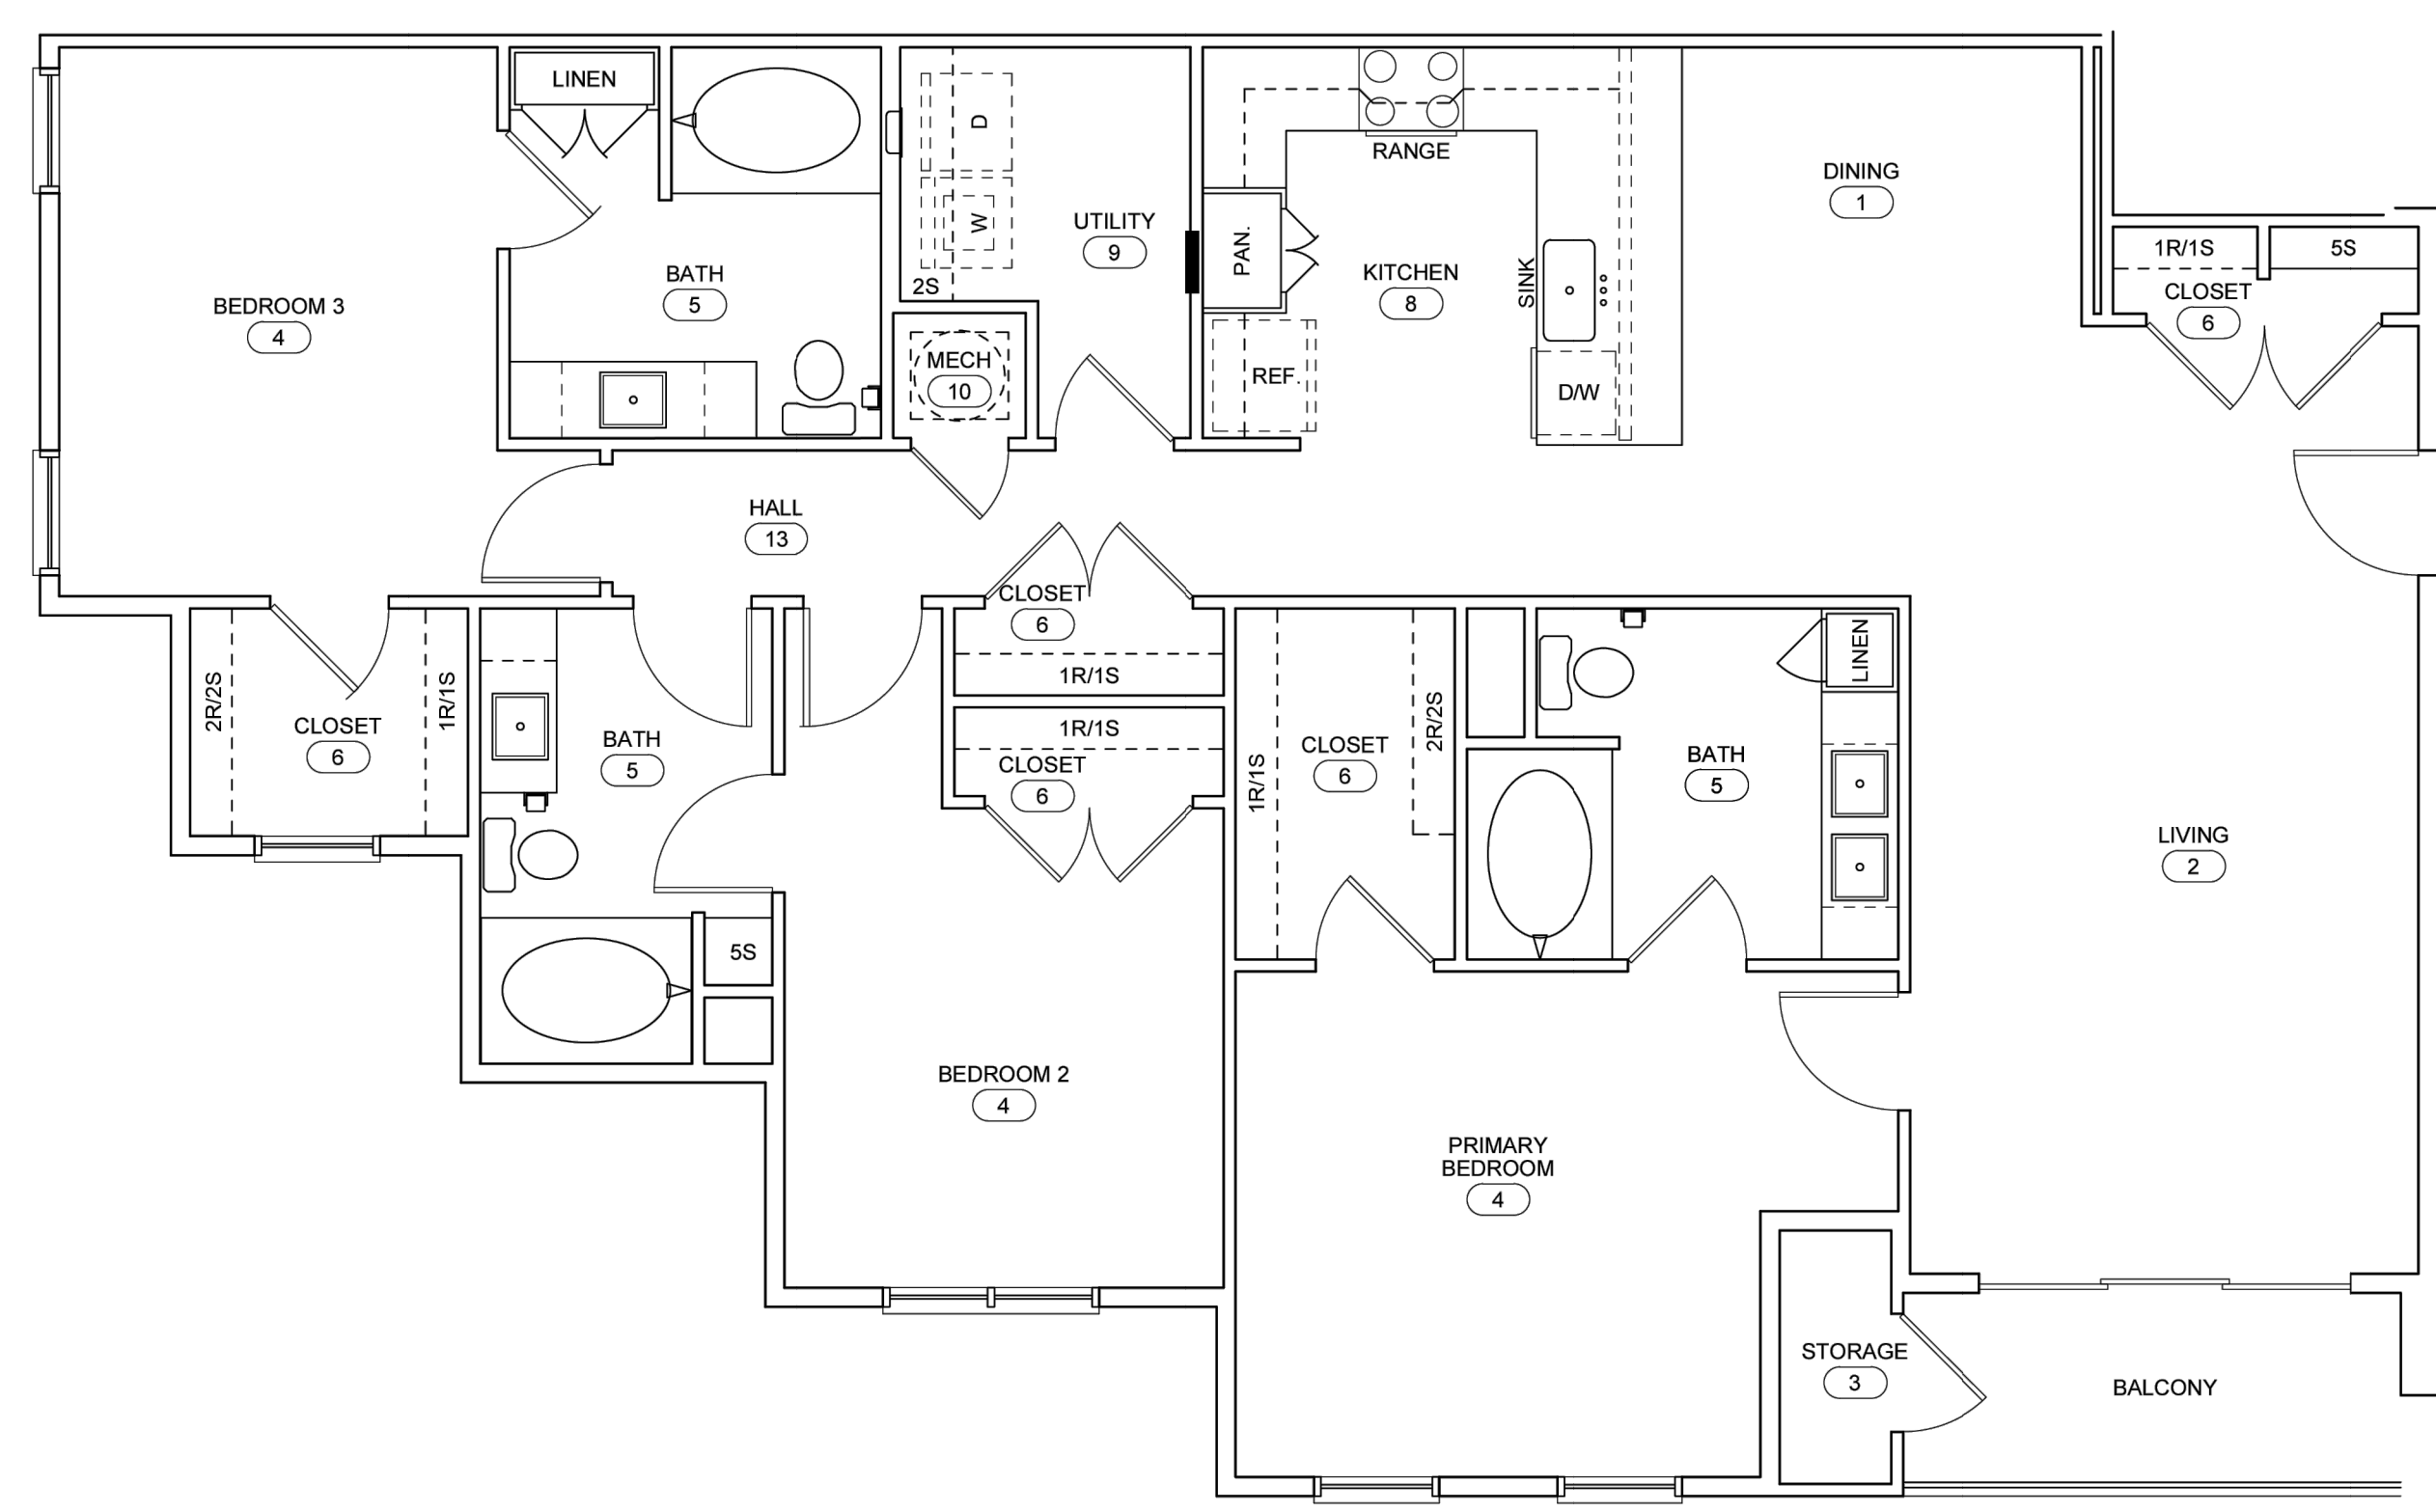 LINEN
D
W
2S
UTILITY
9
RANGE
PAN.
KITCHEN
8
SINK
REF.
D/W
DINING
1
1R/1S
5S
CLOSET
6
BEDROOM 3
4
BATH
5
MECH
10
HALL
13
CLOSET
6
1R/1S
2R/2S
CLOSET
6
1R/1S
BATH
5
5S
1R/1S
CLOSET
6
1R/1S
CLOSET
6
2R/2S
BATH
5
LINEN
LIVING
2
BEDROOM 2
4
PRIMARY
BEDROOM
4
STORAGE
3
BALCONY